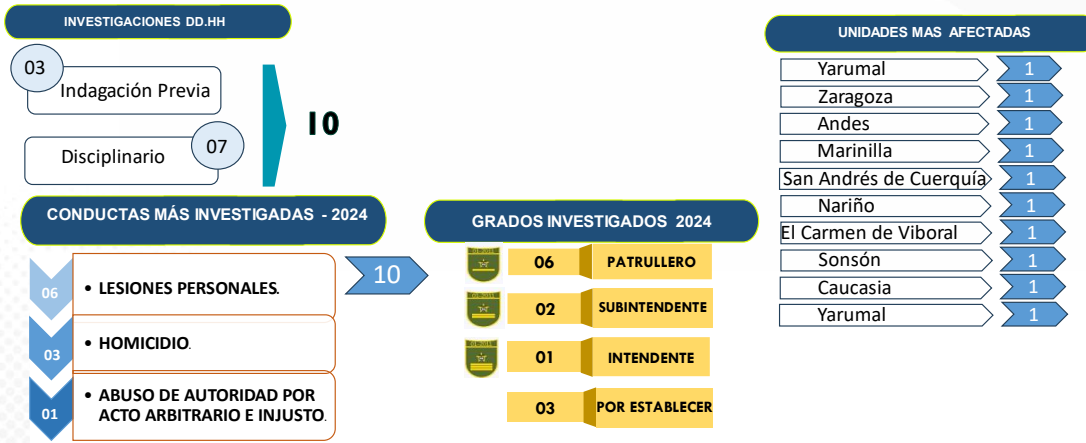 INVESTIGACIONES DD.HH
03
Indagación Previa
Disciplinario
07
10
CONDUCTAS MÁS INVESTIGADAS - 2024
06
• LESIONES PERSONALES.
03
• HOMICIDIO.
01
• ABUSO DE AUTORIDAD POR
ACTO ARBITRARIO E INJUSTO.
10
GRADOS INVESTIGADOS 2024
06 PATRULLERO
02 SUBINTENDENTE
01 INTENDENTE
03 POR ESTABLECER
UNIDADES MAS AFECTADAS
Yarumal 1
Zaragoza 1
Andes 1
Marinilla 1
San Andrés de Cuerquía 1
Nariño 1
El Carmen de Viboral 1
Sonsón 1
Caucasia 1
Yarumal 1